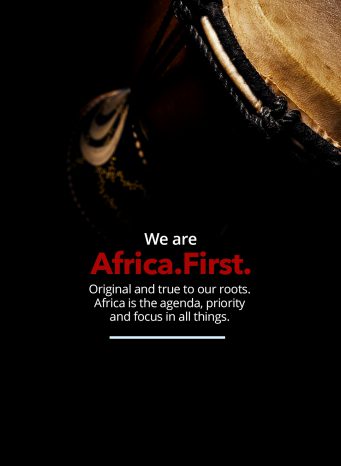 We are
Africa.First.
Original and true to our roots.
Africa is the agenda, priority
and focus in all things.